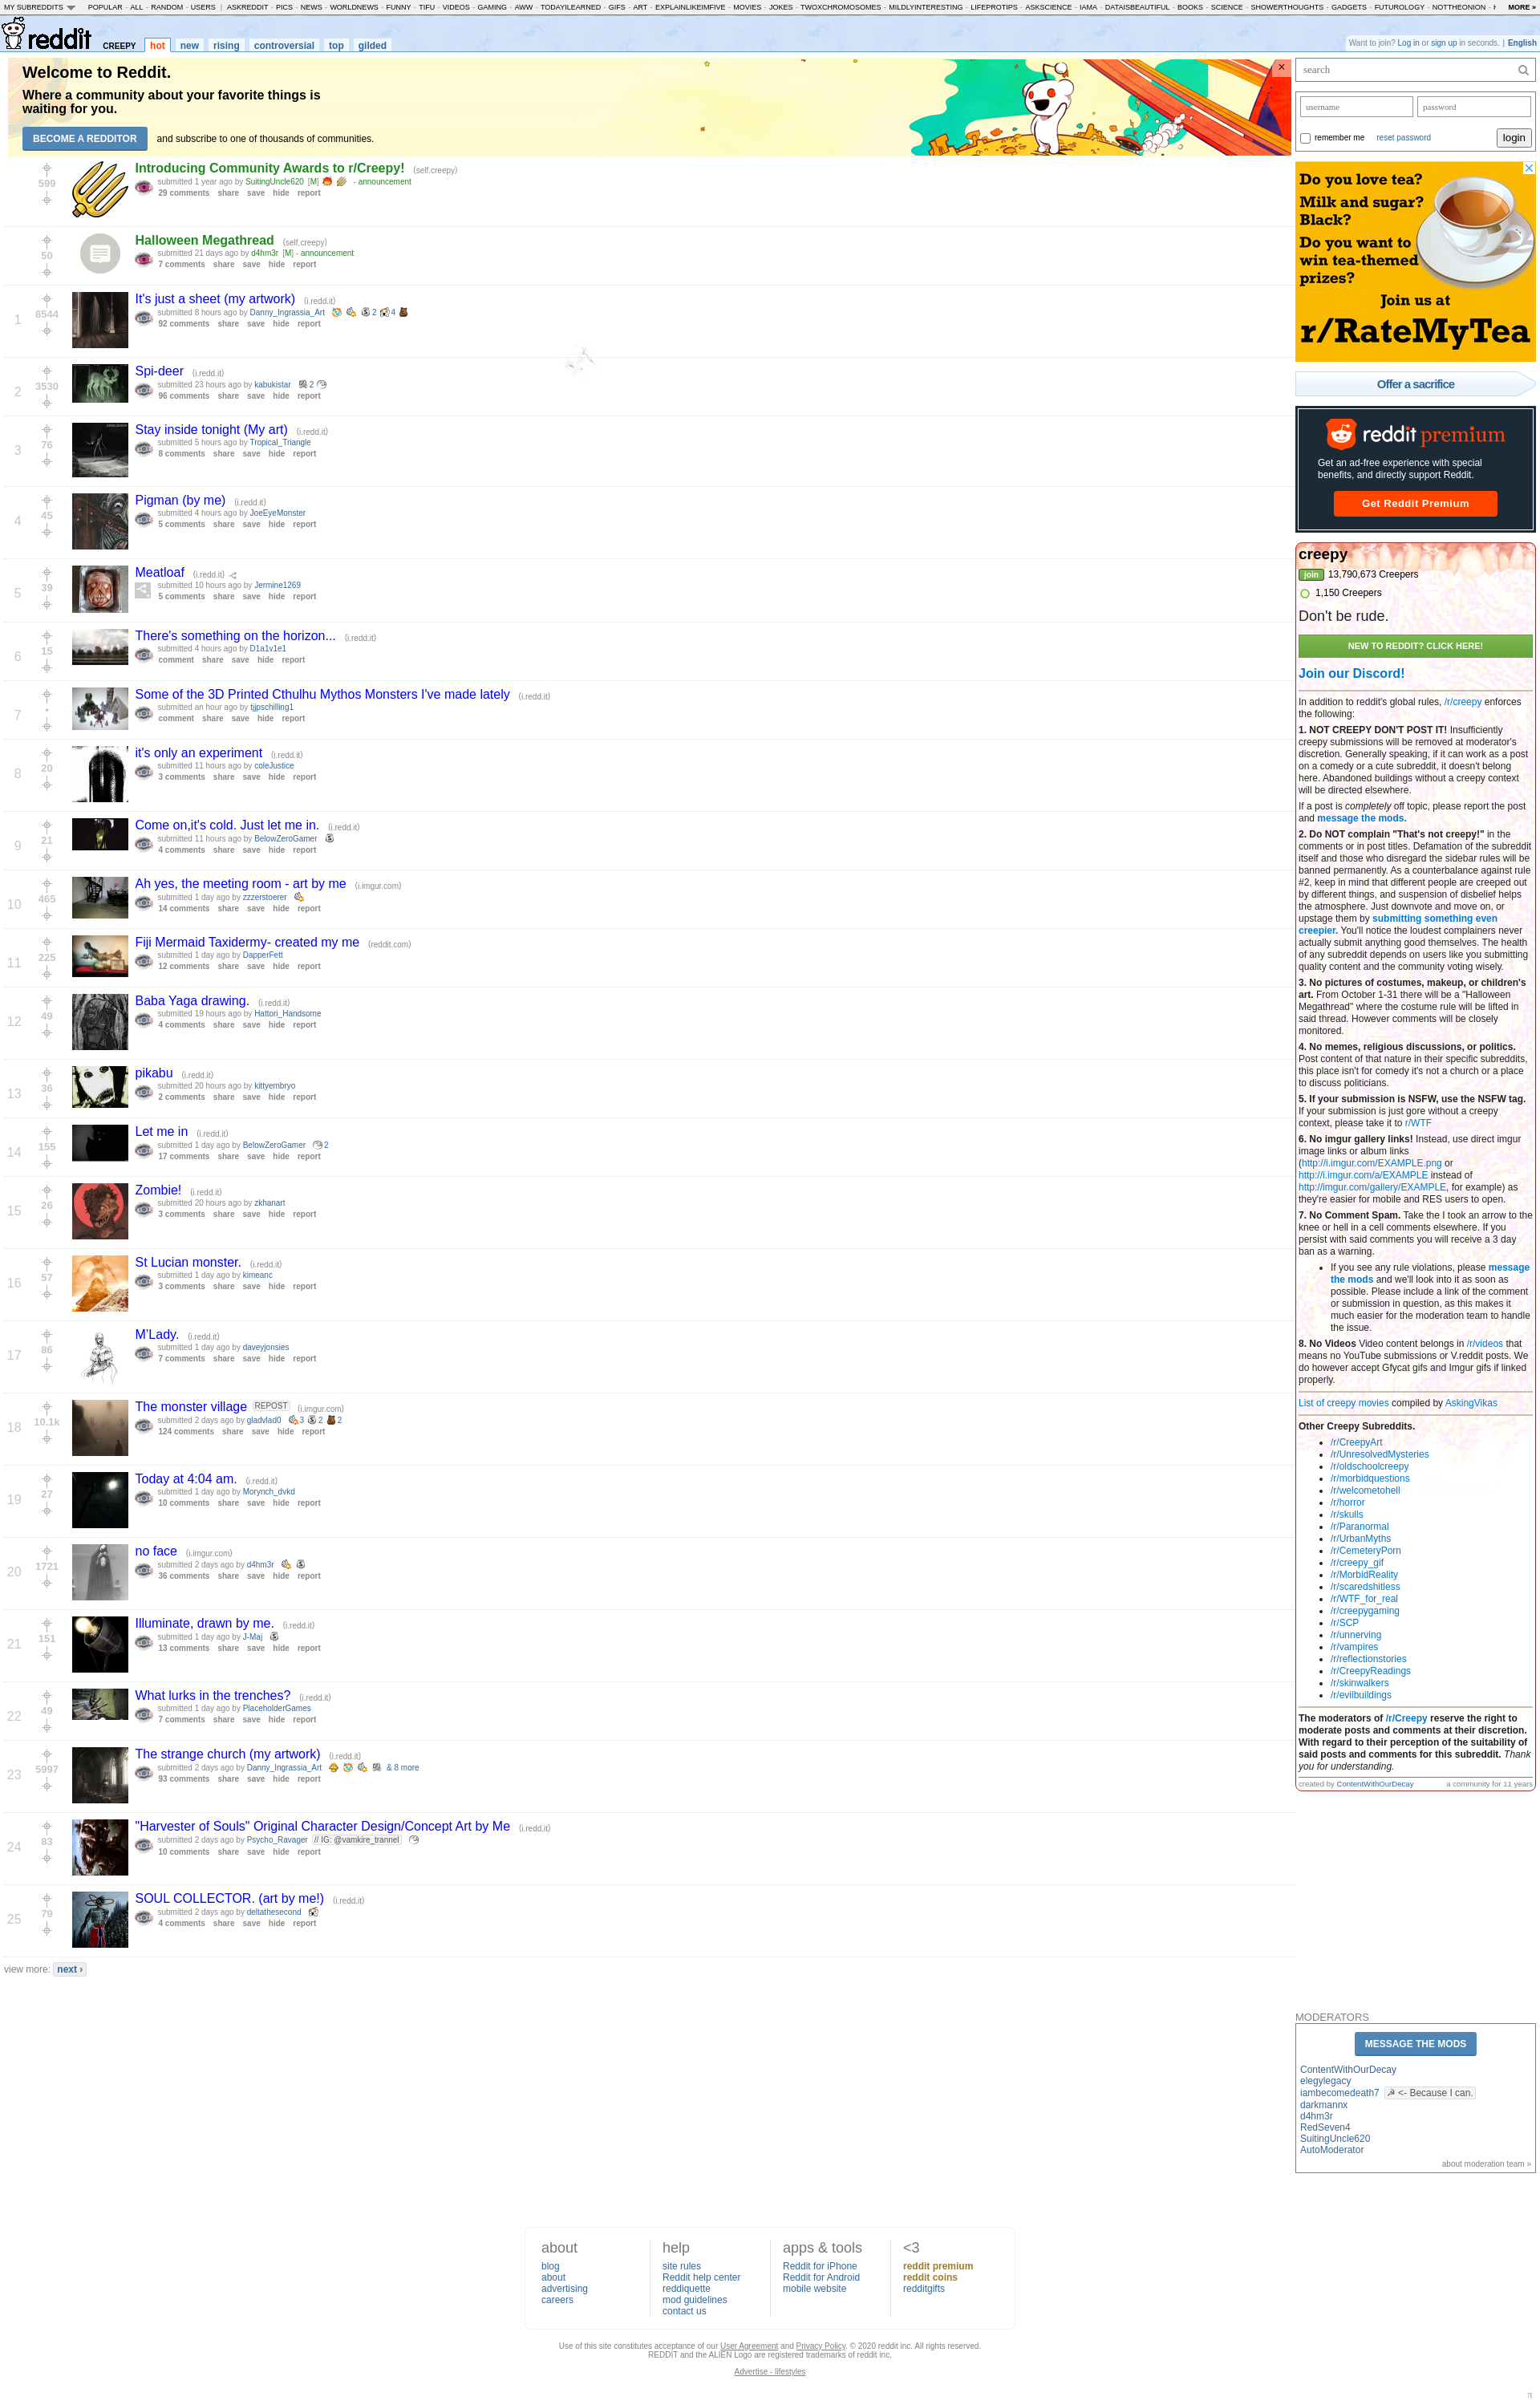 MY SUBREDDITS POPULAR - ALL - RANDOM - USERS | ASKREDDIT - PICS - NEWS - WORLDNEWS - FUNNY - TIFU - VIDEOS - GAMING - AWW - TODAYILEARNED - GIFS - ART - EXPLAINLIKEIMFIVE - MOVIES - JOKES - TWOXCHROMOSOMES - MILDLYINTERESTING - LIFEPROTIPS - ASKSCIENCE - IAMA - DATAISBEAUTIFUL - BOOKS - SCIENCE - SHOWERTHOUGHTS - GADGETS - FUTUROLOGY - NOTTHEONION - MORE »
reddit CREEPY hot new rising controversial top gilded
Want to join? Log in or sign up in seconds. | English
Welcome to Reddit.
Where a community about your favorite things is
waiting for you.
BECOME A REDDITOR and subscribe to one of thousands of communities.
×
599
Introducing Community Awards to r/Creepy! (self.creepy)
submitted 1 year ago by SuitingUncle620 [M] - announcement
29 comments share save hide report
50
Halloween Megathread (self.creepy)
submitted 21 days ago by d4hm3r [M] - announcement
7 comments share save hide report
1
8544
It's just a sheet (my artwork) (i.redd.it)
submitted 8 hours ago by Danny_Ingrassia_Art 2 4
92 comments share save hide report
2
3530
Spi-deer (i.redd.it)
submitted 23 hours ago by kabukistar 2
96 comments share save hide report
3
76
Stay inside tonight (My art) (i.redd.it)
submitted 5 hours ago by Tropical_Triangle
8 comments share save hide report
4
45
Pigman (by me) (i.redd.it)
submitted 4 hours ago by JoeEyeMonster
5 comments share save hide report
5
39
Meatloaf (i.redd.it)
submitted 10 hours ago by Jermine1269
5 comments share save hide report
6
15
There's something on the horizon... (i.redd.it)
submitted 4 hours ago by D1a1v1e1
comment share save hide report
7
•
Some of the 3D Printed Cthulhu Mythos Monsters I've made lately (i.redd.it)
submitted an hour ago by tjjpschilling1
comment share save hide report
8
20
it's only an experiment (i.redd.it)
submitted 11 hours ago by coleJustice
3 comments share save hide report
9
21
Come on,it's cold. Just let me in. (i.redd.it)
submitted 11 hours ago by BelowZeroGamer
4 comments share save hide report
10
465
Ah yes, the meeting room - art by me (i.imgur.com)
submitted 1 day ago by zzzerstoerer
14 comments share save hide report
11
225
Fiji Mermaid Taxidermy- created my me (reddit.com)
submitted 1 day ago by DapperFett
12 comments share save hide report
12
49
Baba Yaga drawing. (i.redd.it)
submitted 19 hours ago by Hattori_Handsome
4 comments share save hide report
13
36
pikabu (i.redd.it)
submitted 20 hours ago by kittyembryo
2 comments share save hide report
14
155
Let me in (i.redd.it)
submitted 1 day ago by BelowZeroGamer 2
17 comments share save hide report
15
26
Zombie! (i.redd.it)
submitted 20 hours ago by zkhanart
3 comments share save hide report
16
57
St Lucian monster. (i.redd.it)
submitted 1 day ago by kimeanc
3 comments share save hide report
17
86
M'Lady. (i.redd.it)
submitted 1 day ago by daveyjonsies
7 comments share save hide report
18
10.1k
The monster village REPOST (i.imgur.com)
submitted 2 days ago by gladvlad0 3 2 2
124 comments share save hide report
19
27
Today at 4:04 am. (i.redd.it)
submitted 1 day ago by Morynch_dvkd
10 comments share save hide report
20
1721
no face (i.imgur.com)
submitted 2 days ago by d4hm3r
36 comments share save hide report
21
151
Illuminate, drawn by me. (i.redd.it)
submitted 1 day ago by J-Maj
13 comments share save hide report
22
49
What lurks in the trenches? (i.redd.it)
submitted 1 day ago by PlaceholderGames
7 comments share save hide report
23
5997
The strange church (my artwork) (i.redd.it)
submitted 2 days ago by Danny_Ingrassia_Art & 8 more
93 comments share save hide report
24
83
"Harvester of Souls" Original Character Design/Concept Art by Me (i.redd.it)
submitted 2 days ago by Psycho_Ravager // IG: @vamkire_trannel
10 comments share save hide report
25
79
SOUL COLLECTOR. (art by me!) (i.redd.it)
submitted 2 days ago by deltathesecond
4 comments share save hide report
view more: next ›
search
username password
remember me reset password login
Do you love tea?
Milk and sugar?
Black?
Do you want to
win tea-themed
prizes?
Join us at
r/RateMyTea
Offer a sacrifice
reddit premium
Get an ad-free experience with special
benefits, and directly support Reddit.
Get Reddit Premium
creepy
join 13,790,673 Creepers
1,150 Creepers
Don't be rude.
NEW TO REDDIT? CLICK HERE!
Join our Discord!
In addition to reddit's global rules, /r/creepy enforces
the following:
1. NOT CREEPY DON'T POST IT! Insufficiently
creepy submissions will be removed at moderator's
discretion. Generally speaking, if it can work as a post
on a comedy or a cute subreddit, it doesn't belong
here. Abandoned buildings without a creepy context
will be directed elsewhere.
If a post is completely off topic, please report the post
and message the mods.
2. Do NOT complain "That's not creepy!" in the
comments or in post titles. Defamation of the subreddit
itself and those who disregard the sidebar rules will be
banned permanently. As a counterbalance against rule
#2, keep in mind that different people are creeped out
by different things, and suspension of disbelief helps
the atmosphere. Just downvote and move on, or
upstage them by submitting something even
creepier. You'll notice the loudest complainers never
actually submit anything good themselves. The health
of any subreddit depends on users like you submitting
quality content and the community voting wisely.
3. No pictures of costumes, makeup, or children's
art. From October 1-31 there will be a "Halloween
Megathread" where the costume rule will be lifted in
said thread. However comments will be closely
monitored.
4. No memes, religious discussions, or politics.
Post content of that nature in their specific subreddits,
this place isn't for comedy it's not a church or a place
to discuss politicians.
5. If your submission is NSFW, use the NSFW tag.
If your submission is just gore without a creepy
context, please take it to r/WTF
6. No imgur gallery links! Instead, use direct imgur
image links or album links
(http://i.imgur.com/EXAMPLE.png or
http://i.imgur.com/a/EXAMPLE instead of
http://imgur.com/gallery/EXAMPLE, for example) as
they're easier for mobile and RES users to open.
7. No Comment Spam. Take the I took an arrow to the
knee or hell in a cell comments elsewhere. If you
persist with said comments you will receive a 3 day
ban as a warning.
If you see any rule violations, please message
the mods and we'll look into it as soon as
possible. Please include a link of the comment
or submission in question, as this makes it
much easier for the moderation team to handle
the issue.
8. No Videos Video content belongs in /r/videos that
means no YouTube submissions or V.reddit posts. We
do however accept Gfycat gifs and Imgur gifs if linked
properly.
List of creepy movies compiled by AskingVikas
Other Creepy Subreddits.
/r/CreepyArt
/r/UnresolvedMysteries
/r/oldschoolcreepy
/r/morbidquestions
/r/welcometohell
/r/horror
/r/skulls
/r/Paranormal
/r/UrbanMyths
/r/CemeteryPorn
/r/creepy_gif
/r/MorbidReality
/r/scaredshitless
/r/WTF_for_real
/r/creepygaming
/r/SCP
/r/unnerving
/r/vampires
/r/reflectionstories
/r/CreepyReadings
/r/skinwalkers
/r/evilbuildings
The moderators of /r/Creepy reserve the right to
moderate posts and comments at their discretion.
With regard to their perception of the suitability of
said posts and comments for this subreddit. Thank
you for understanding.
created by ContentWithOurDecay a community for 11 years
MODERATORS
MESSAGE THE MODS
ContentWithOurDecay
elegylegacy
iambecomedeath7 ☭ <- Because I can.
darkmannx
d4hm3r
RedSeven4
SuitingUncle620
AutoModerator
about moderation team »
about
blog
about
advertising
careers
help
site rules
Reddit help center
reddiquette
mod guidelines
contact us
apps & tools
Reddit for iPhone
Reddit for Android
mobile website
<3
reddit premium
reddit coins
redditgifts
Use of this site constitutes acceptance of our User Agreement and Privacy Policy. © 2020 reddit inc. All rights reserved.
REDDIT and the ALIEN Logo are registered trademarks of reddit inc.
Advertise - lifestyles
π